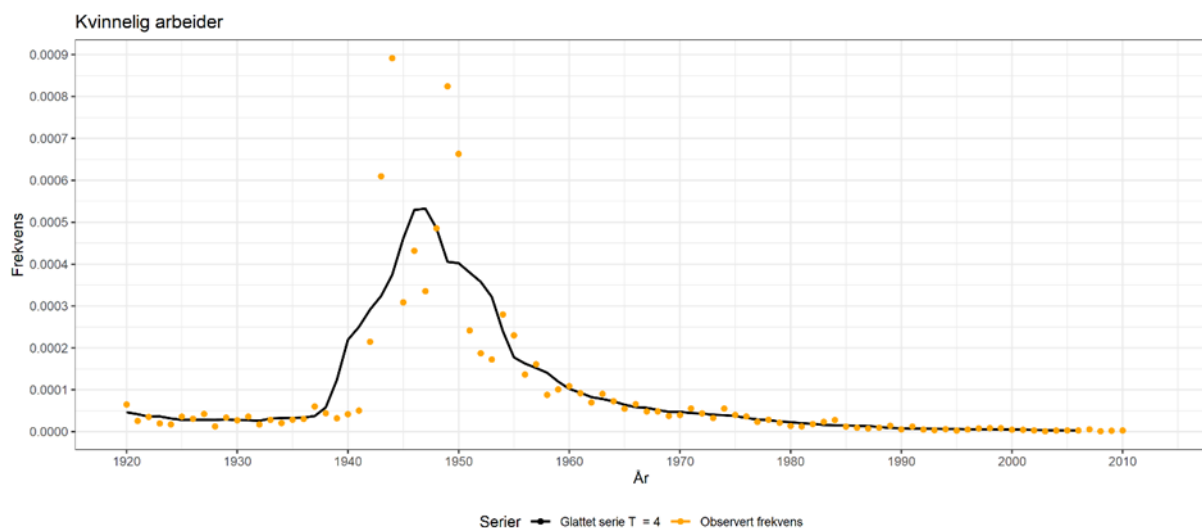 Kvinnelig arbeider
Frekvens
0.0009
0.0008
0.0007
0.0006
0.0005
0.0004
0.0003
0.0002
0.0001
0.0000
1920 1930 1940 1950 1960 1970 1980 1990 2000 2010
År
Serier Glattet serie T = 4 Observert frekvens